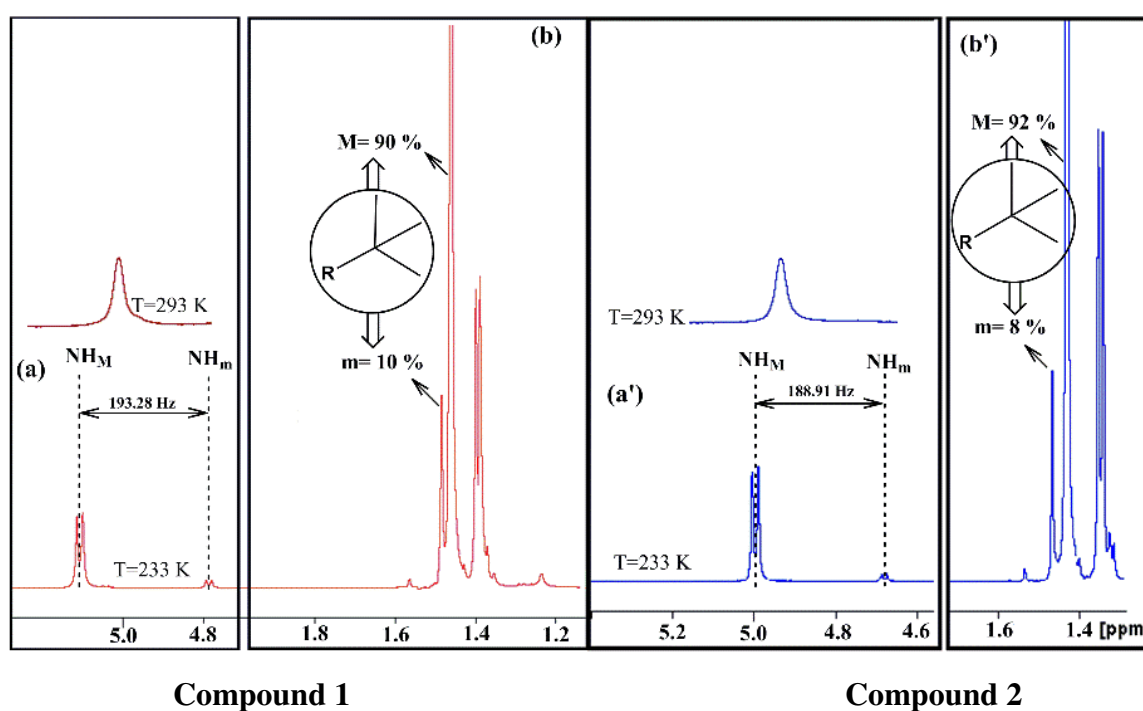 (b)
M= 90 %
R
m= 10 %
T=293 K
(a)
NHM
NHm
193.28 Hz
T=233 K
5.0 4.8
1.8 1.6 1.4 1.2
(b')
M= 92 %
R
m= 8 %
T=293 K
NHM
NHm
(a')
188.91 Hz
T=233 K
5.2 5.0 4.8 4.6
1.6 1.4 [ppm
Compound 1
Compound 2